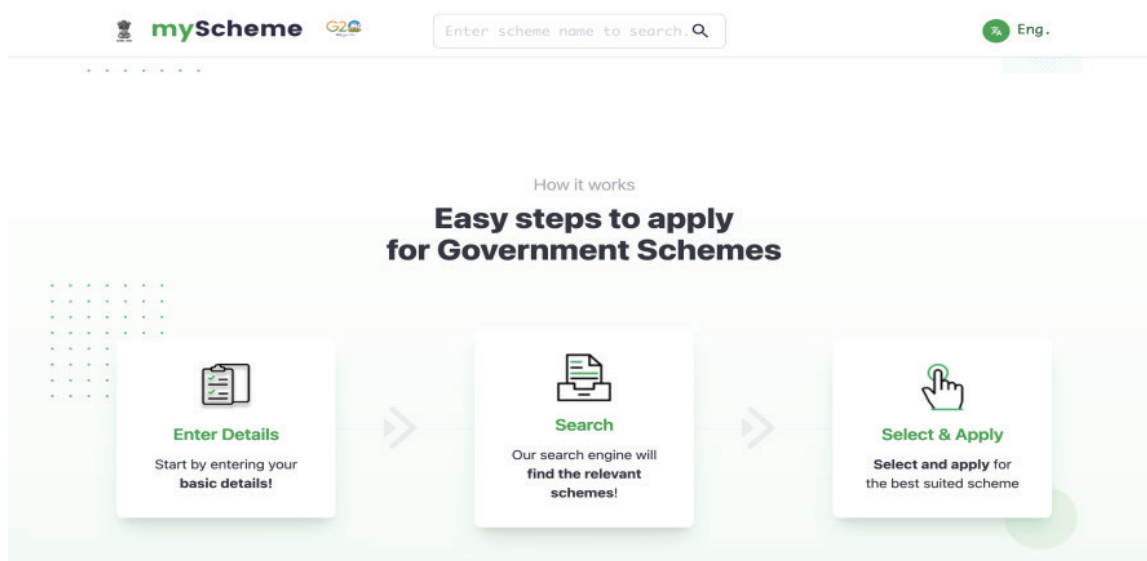 myScheme G20
Enter scheme name to search.
Eng.
How it works
Easy steps to apply
for Government Schemes
Enter Details
Start by entering your
basic details!
Search
Our search engine will
find the relevant
schemes!
Select & Apply
Select and apply for
the best suited scheme